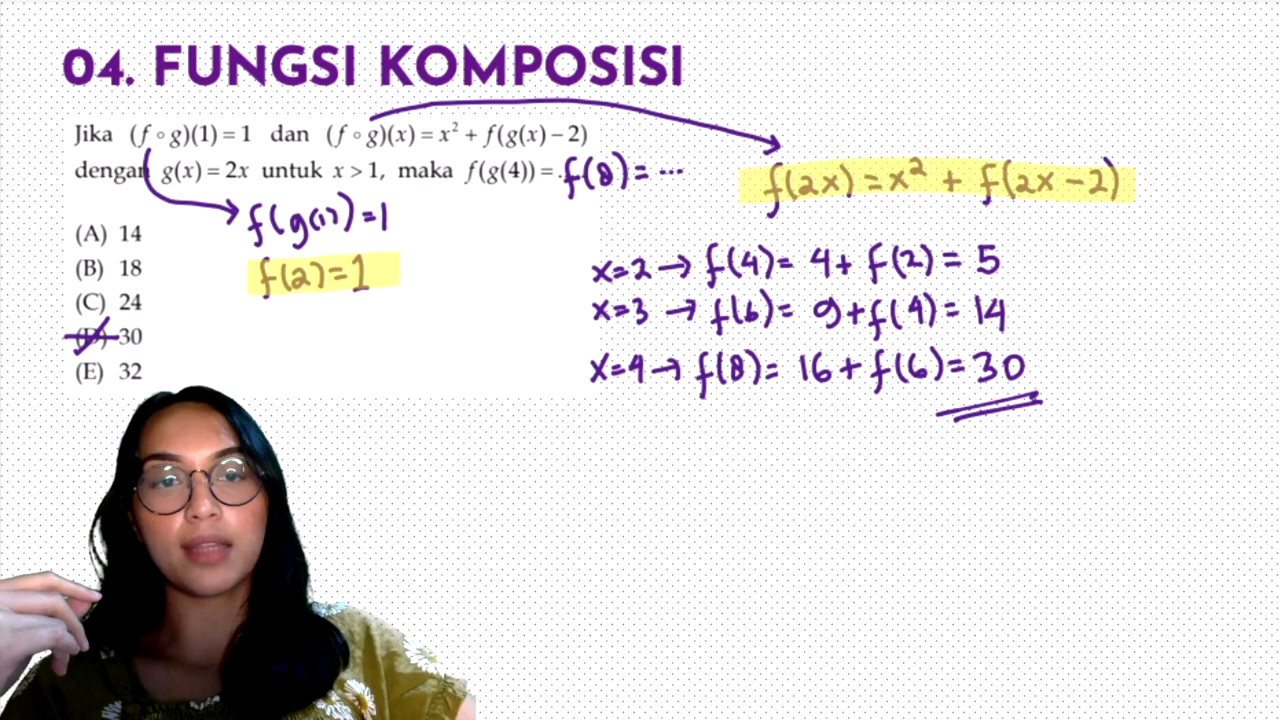 04. FUNGSI KOMPOSISI
Jika (f ∘ g)(1) = 1 dan (f ∘ g)(x) = x² + f(g(x) − 2)
dengan g(x) = 2x untuk x > 1, maka f(g(4)) = . f(8) = ...
f(2x) = x² + f(2x − 2)
f(g(1)) = 1
f(2) = 1
(A) 14
(B) 18
(C) 24
(D) 30
(E) 32
x=2 → f(4) = 4 + f(2) = 5
x=3 → f(6) = 9 + f(4) = 14
x=4 → f(8) = 16 + f(6) = 30